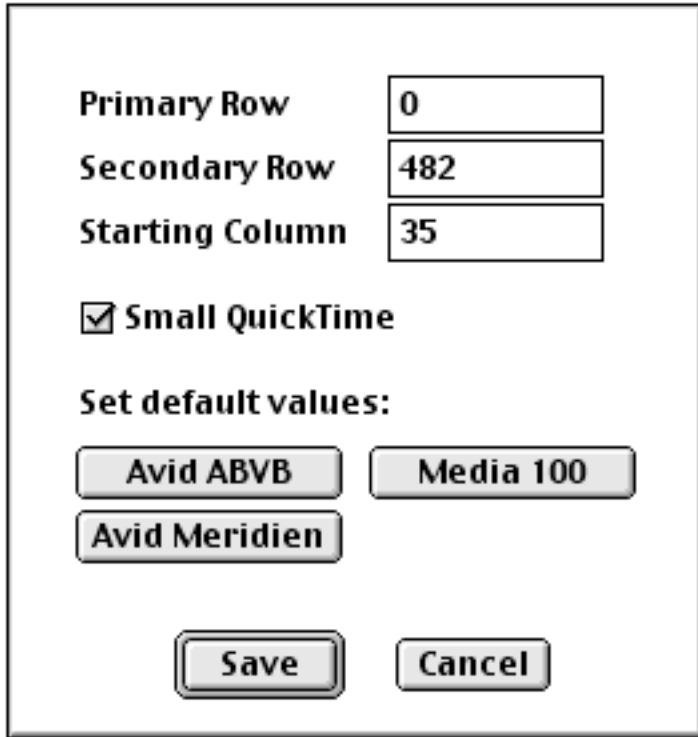 Primary Row 0
Secondary Row 482
Starting Column 35
Small QuickTime
Set default values:
Avid ABVB Media 100
Avid Meridien
Save Cancel